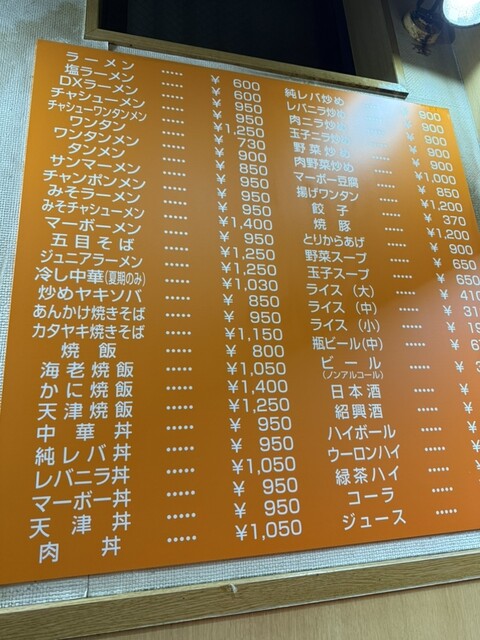 ラーメン ‥‥‥ ¥ 600
塩ラーメン ‥‥‥ ¥ 600
DXラーメン ‥‥‥ ¥ 950
チャシューメン ‥‥‥ ¥ 950
チャシューワンタンメン ‥‥‥ ¥1,250
ワンタン ‥‥‥ ¥ 730
ワンタンメン ‥‥‥ ¥ 900
タンメン ‥‥‥ ¥ 850
サンマーメン ‥‥‥ ¥ 950
チャンポンメン ‥‥‥ ¥ 950
みそラーメン ‥‥‥ ¥ 950
みそチャシューメン ‥‥‥ ¥1,400
マーボーメン ‥‥‥ ¥ 950
五目そば ‥‥‥ ¥1,250
ジュニアラーメン ‥‥‥ ¥1,250
冷し中華(夏期のみ) ‥‥‥ ¥1,030
炒めヤキソバ ‥‥‥ ¥ 850
あんかけ焼きそば ‥‥‥ ¥ 950
カタヤキ焼きそば ‥‥‥ ¥1,150
焼飯 ‥‥‥ ¥ 800
海老焼飯 ‥‥‥ ¥1,050
かに焼飯 ‥‥‥ ¥1,400
天津焼飯 ‥‥‥ ¥1,250
中華丼 ‥‥‥ ¥ 950
純レバ丼 ‥‥‥ ¥ 950
レバニラ丼 ‥‥‥ ¥1,050
マーボー丼 ‥‥‥ ¥ 950
天津丼 ‥‥‥ ¥ 950
肉丼 ‥‥‥ ¥1,050
純レバ炒め ‥‥‥ ¥ 900
レバニラ炒め ‥‥‥ ¥ 900
肉ニラ炒め ‥‥‥ ¥ 900
玉子ニラ炒め ‥‥‥ ¥ 900
野菜炒め ‥‥‥ ¥ 900
肉野菜炒め ‥‥‥ ¥1,000
マーボー豆腐 ‥‥‥ ¥ 850
揚げワンタン ‥‥‥ ¥1,200
餃子 ‥‥‥ ¥ 370
焼豚 ‥‥‥ ¥1,200
とりからあげ ‥‥‥ ¥ 900
野菜スープ ‥‥‥ ¥ 650
玉子スープ ‥‥‥ ¥ 650
ライス(大) ‥‥‥ ¥
ライス(中) ‥‥‥ ¥
ライス(小) ‥‥‥ ¥
瓶ビール(中) ‥‥‥ ¥
ビール(ノンアルコール) ‥‥‥ ¥
日本酒 ‥‥‥ ¥
紹興酒 ‥‥‥ ¥
ハイボール ‥‥‥ ¥
ウーロンハイ ‥‥‥ ¥
緑茶ハイ ‥‥‥
コーラ ‥‥‥
ジュース ‥‥‥